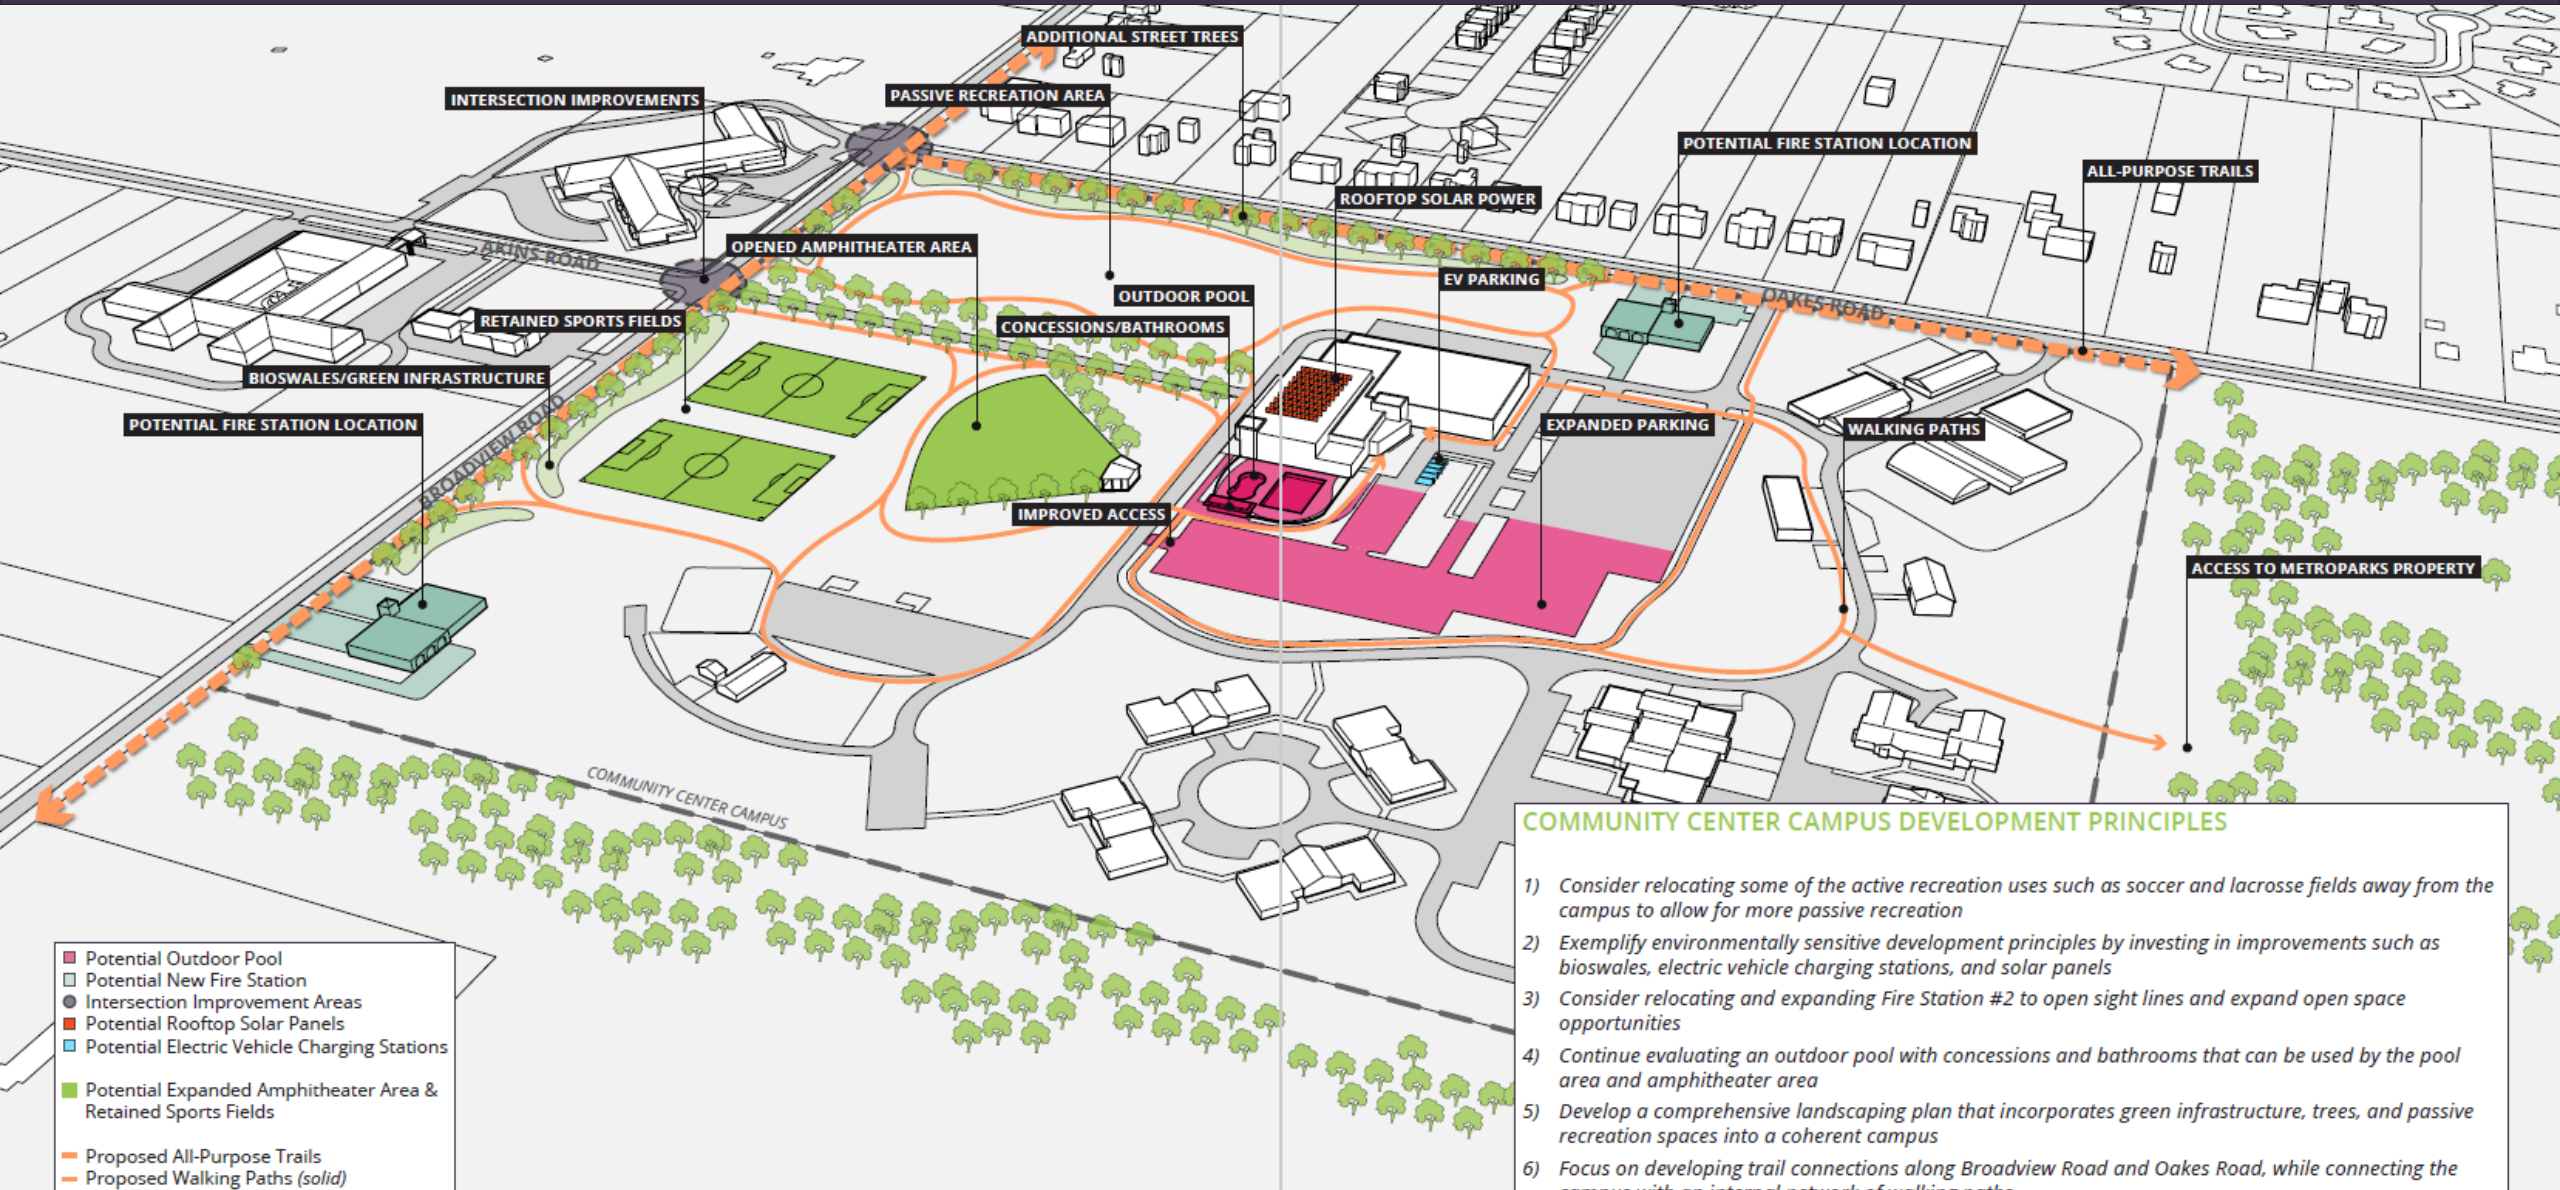 ADDITIONAL STREET TREES
PASSIVE RECREATION AREA
INTERSECTION IMPROVEMENTS
POTENTIAL FIRE STATION LOCATION
ALL-PURPOSE TRAILS
ROOFTOP SOLAR POWER
OPENED AMPHITHEATER AREA
AKINS ROAD
EV PARKING
OUTDOOR POOL
OAKES ROAD
RETAINED SPORTS FIELDS
CONCESSIONS/BATHROOMS
BIOSWALES/GREEN INFRASTRUCTURE
POTENTIAL FIRE STATION LOCATION
BROADVIEW ROAD
EXPANDED PARKING
WALKING PATHS
IMPROVED ACCESS
ACCESS TO METROPARKS PROPERTY
COMMUNITY CENTER CAMPUS
Potential Outdoor Pool
Potential New Fire Station
Intersection Improvement Areas
Potential Rooftop Solar Panels
Potential Electric Vehicle Charging Stations
Potential Expanded Amphitheater Area &
Retained Sports Fields
Proposed All-Purpose Trails
Proposed Walking Paths (solid)
COMMUNITY CENTER CAMPUS DEVELOPMENT PRINCIPLES
1) Consider relocating some of the active recreation uses such as soccer and lacrosse fields away from the
campus to allow for more passive recreation
2) Exemplify environmentally sensitive development principles by investing in improvements such as
bioswales, electric vehicle charging stations, and solar panels
3) Consider relocating and expanding Fire Station #2 to open sight lines and expand open space
opportunities
4) Continue evaluating an outdoor pool with concessions and bathrooms that can be used by the pool
area and amphitheater area
5) Develop a comprehensive landscaping plan that incorporates green infrastructure, trees, and passive
recreation spaces into a coherent campus
6) Focus on developing trail connections along Broadview Road and Oakes Road, while connecting the
campus with an internal network of walking paths